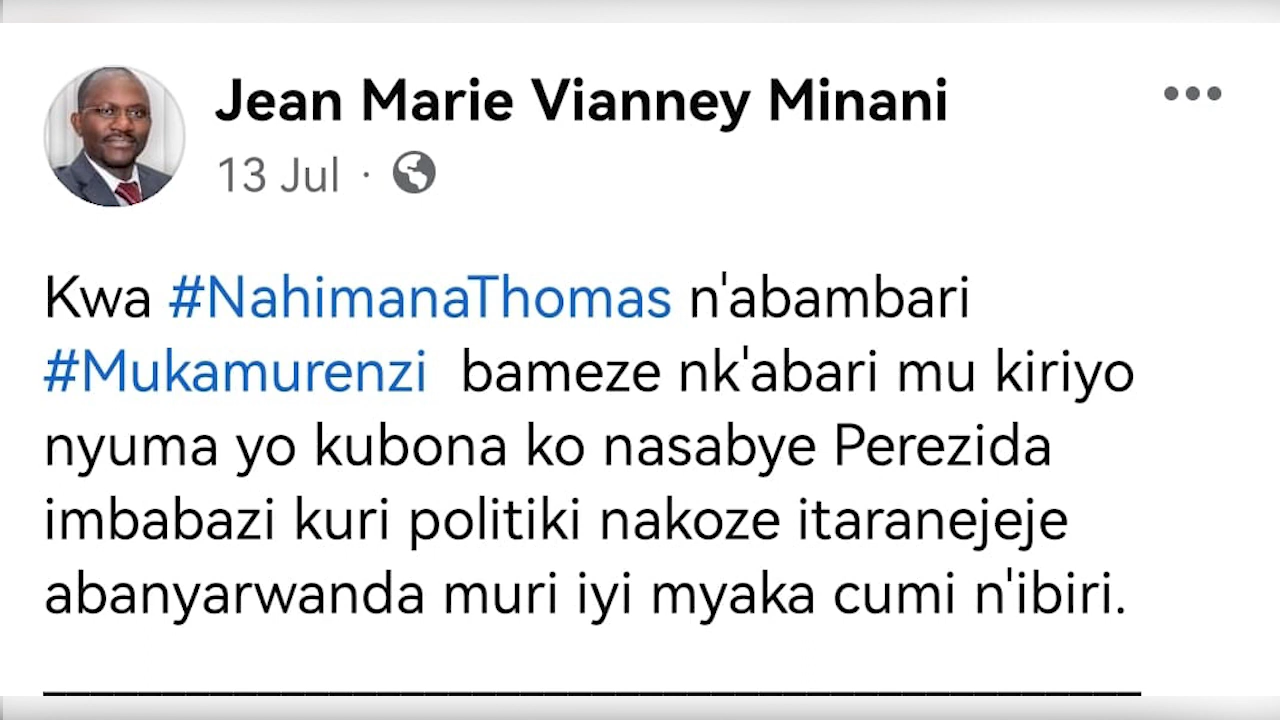 Jean Marie Vianney Minani
13 Jul ·
Kwa #NahimanaThomas n'abambari
#Mukamurenzi bameze nk'abari mu kiriyo
nyuma yo kubona ko nasabye Perezida
imbabazi kuri politiki nakoze itaranejeje
abanyarwanda muri iyi myaka cumi n'ibiri.